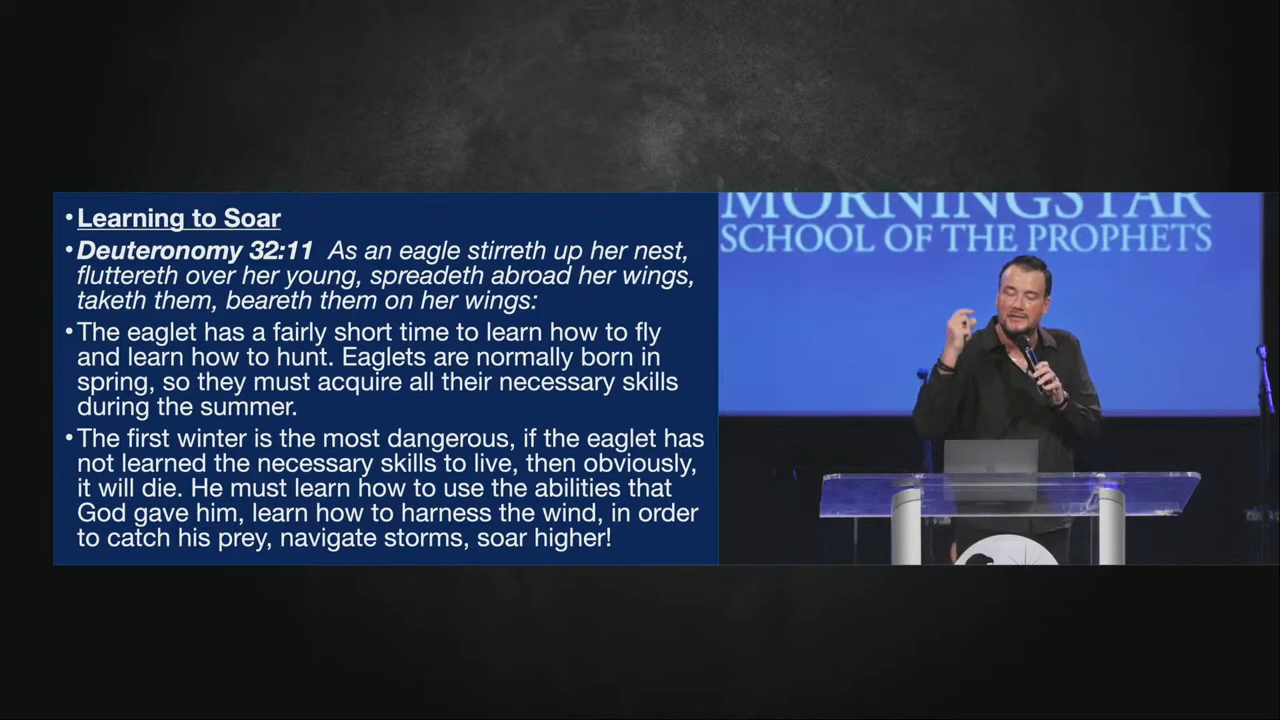 • Learning to Soar
• Deuteronomy 32:11 As an eagle stirreth up her nest,
fluttereth over her young, spreadeth abroad her wings,
taketh them, beareth them on her wings:
• The eaglet has a fairly short time to learn how to fly
and learn how to hunt. Eaglets are normally born in
spring, so they must acquire all their necessary skills
during the summer.
• The first winter is the most dangerous, if the eaglet has
not learned the necessary skills to live, then obviously,
it will die. He must learn how to use the abilities that
God gave him, learn how to harness the wind, in order
to catch his prey, navigate storms, soar higher!
MORNINGSTAR
SCHOOL OF THE PROPHETS